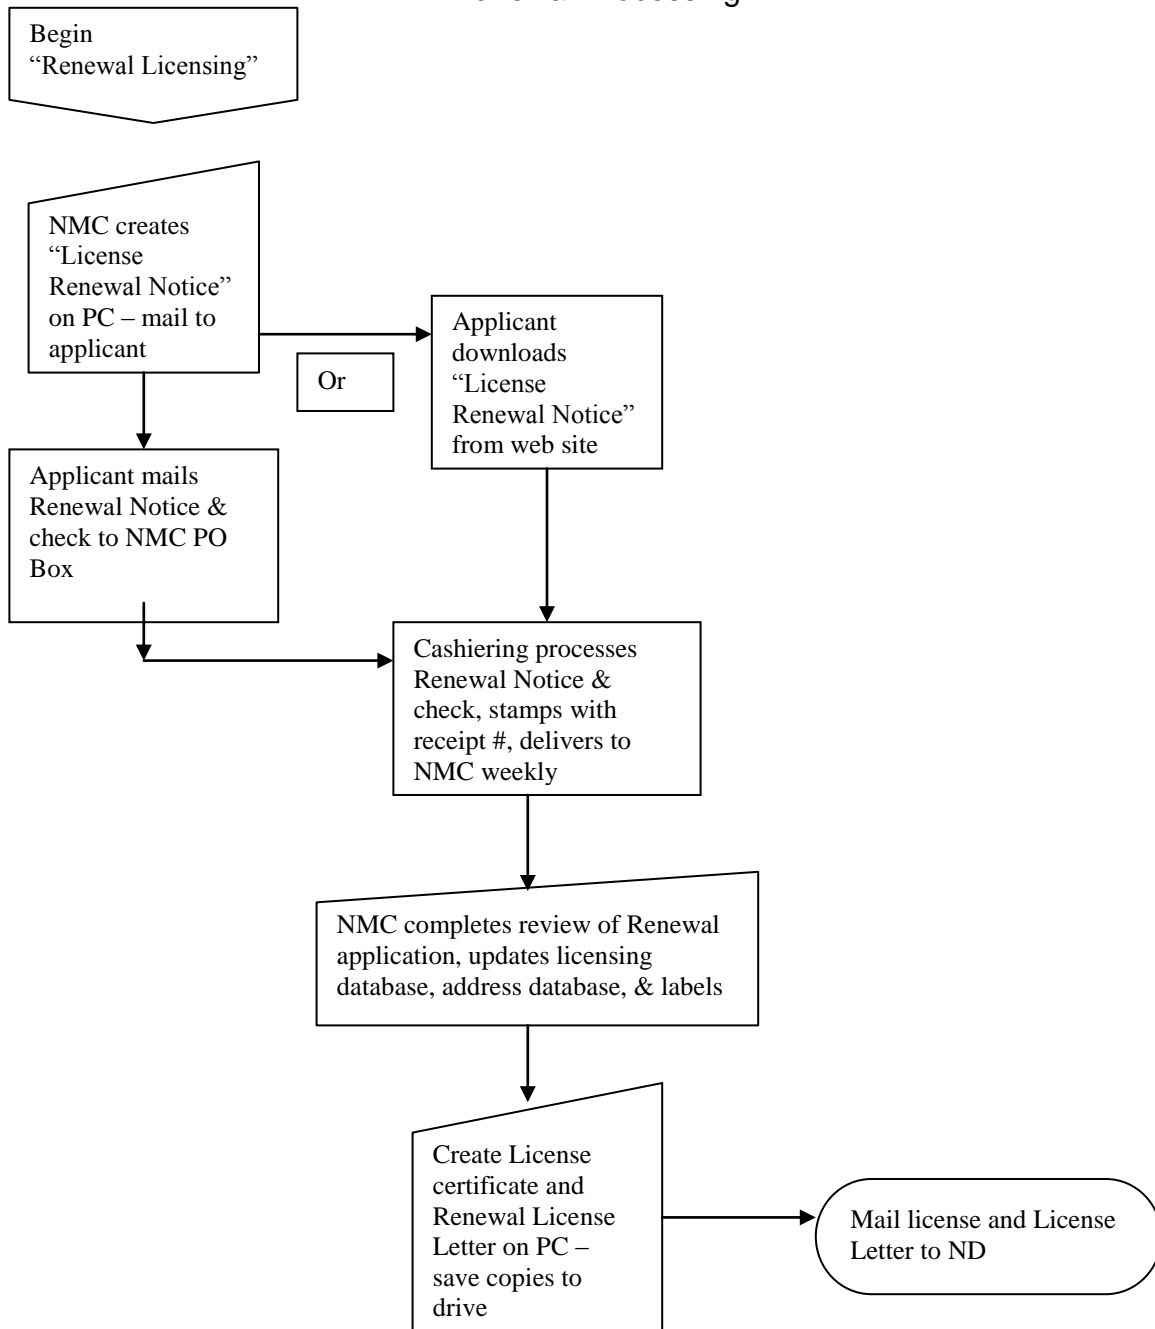 Begin
“Renewal Licensing”
NMC creates
“License
Renewal Notice”
on PC – mail to
applicant
Or
Applicant
downloads
“License
Renewal Notice”
from web site
Applicant mails
Renewal Notice &
check to NMC PO
Box
Cashiering processes
Renewal Notice &
check, stamps with
receipt #, delivers to
NMC weekly
NMC completes review of Renewal
application, updates licensing
database, address database, & labels
Create License
certificate and
Renewal License
Letter on PC –
save copies to
drive
Mail license and License
Letter to ND